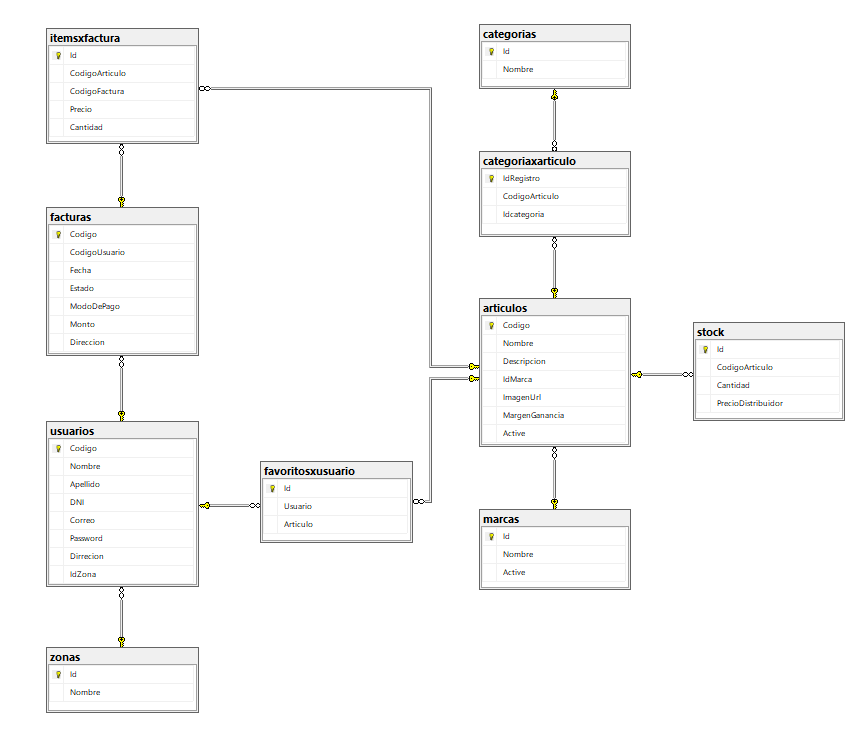 itemsxfactura
Id
CodigoArticulo
CodigoFactura
Precio
Cantidad
facturas
Codigo
CodigoUsuario
Fecha
Estado
ModoDePago
Monto
Direccion
usuarios
Codigo
Nombre
Apellido
DNI
Correo
Password
Dirrecion
IdZona
zonas
Id
Nombre
favoritosxusuario
Id
Usuario
Articulo
categorias
Id
Nombre
categoriaxarticulo
IdRegistro
CodigoArticulo
Idcategoria
articulos
Codigo
Nombre
Descripcion
IdMarca
ImagenUrl
MargenGanancia
Active
marcas
Id
Nombre
Active
stock
Id
CodigoArticulo
Cantidad
PrecioDistribuidor